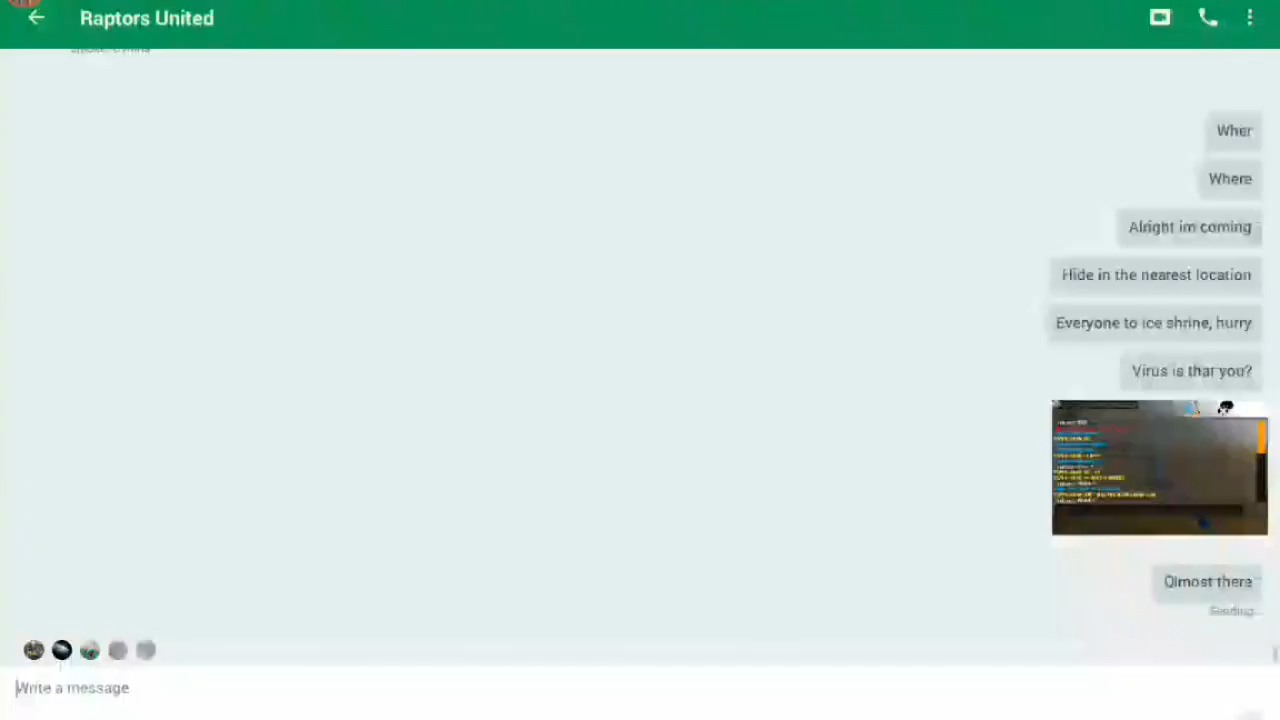 Raptors United
Wher
Where
Alright im coming
Hide in the nearest location
Everyone to ice shrine, hurry
Virus is that you?
Qlmost there
Sending...
Write a message